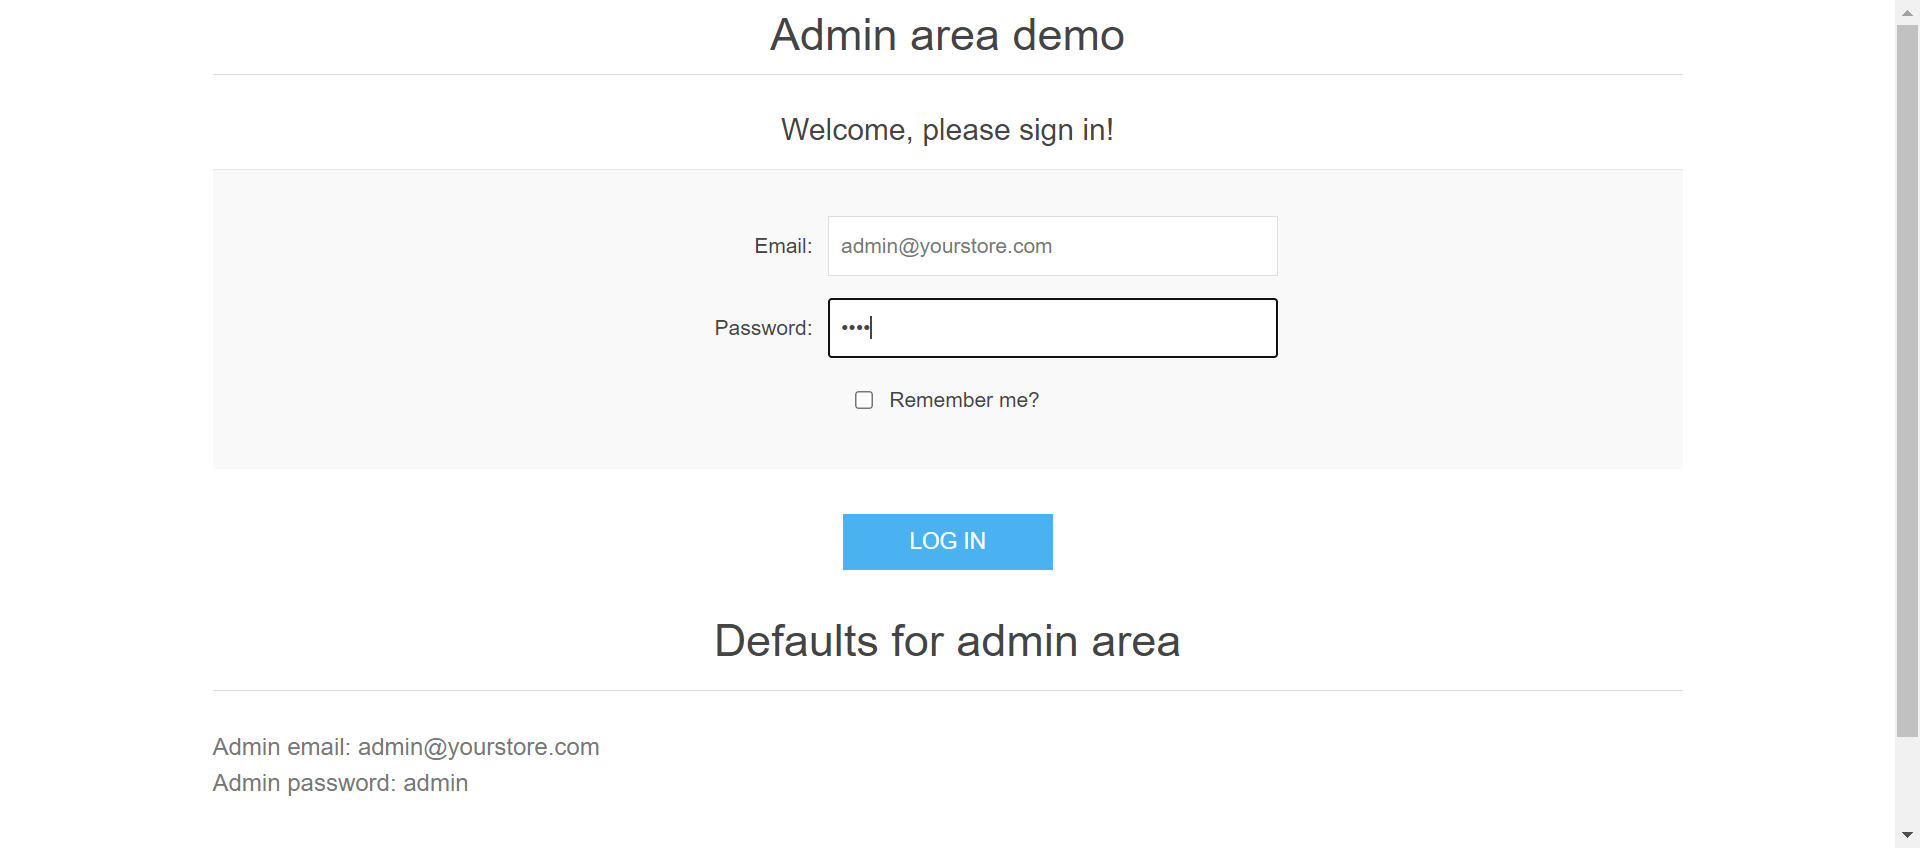 Admin area demo
Welcome, please sign in!
Email: admin@yourstore.com
Password: ••••
Remember me?
LOG IN
Defaults for admin area
Admin email: admin@yourstore.com
Admin password: admin